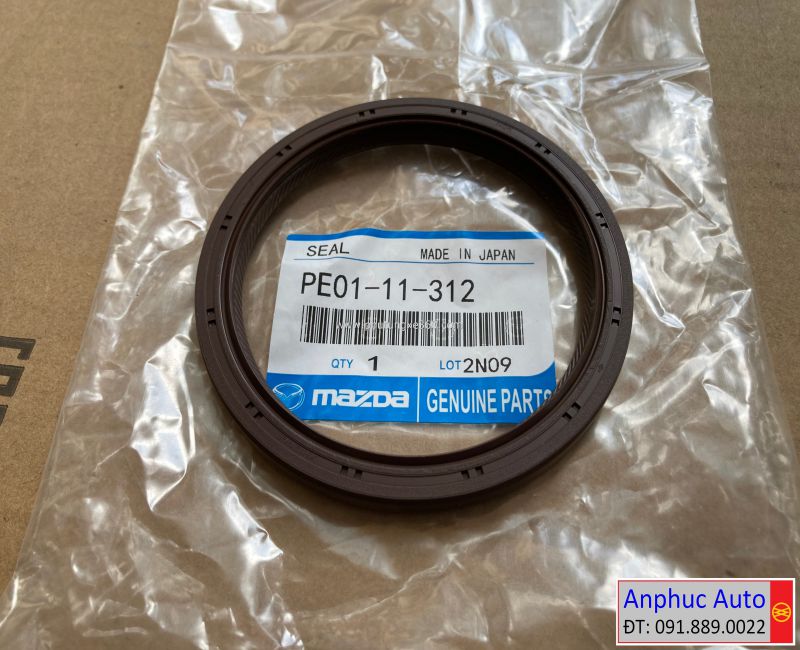 SEAL
MADE IN JAPAN
PE01-11-312
QTY 1
LOT 2N09
mazda
GENUINE PARTS
Anphuc Auto
ĐT: 091.889.0022